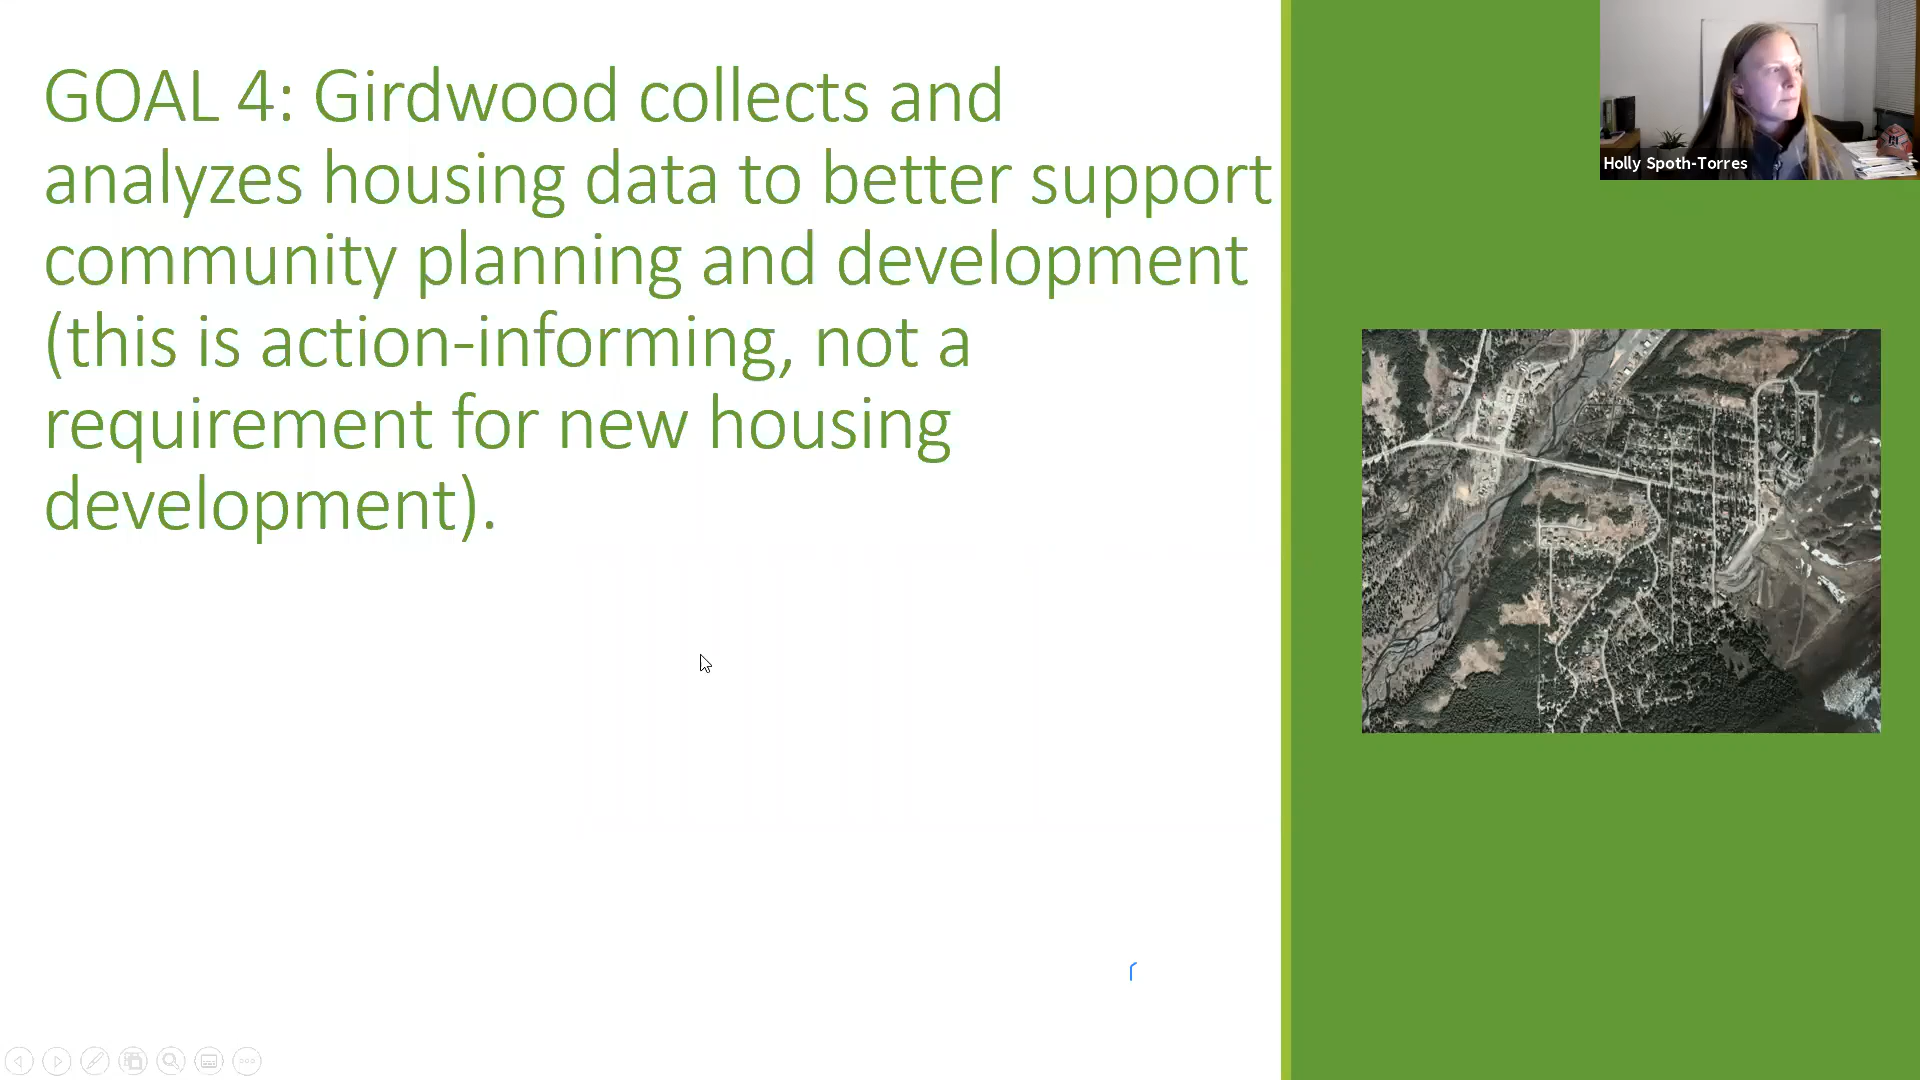 GOAL 4: Girdwood collects and
analyzes housing data to better support
community planning and development
(this is action-informing, not a
requirement for new housing
development).
Holly Spoth-Torres